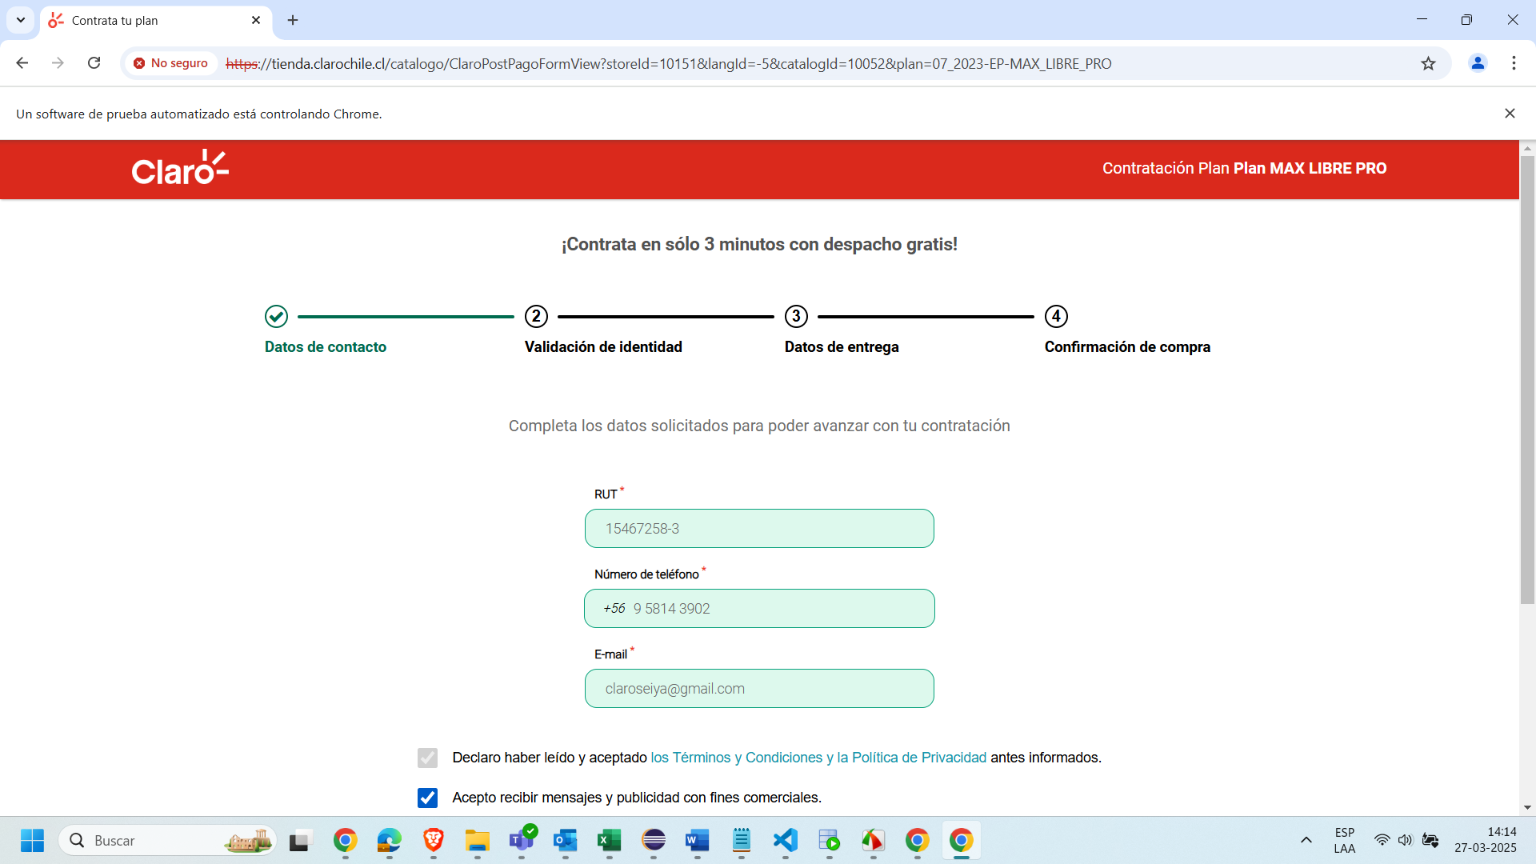 Contrata tu plan
No seguro
https://tienda.clarochile.cl/catalogo/ClaroPostPagoFormView?storeId=10151&langId=-5&catalogId=10052&plan=07_2023-EP-MAX_LIBRE_PRO
Un software de prueba automatizado está controlando Chrome.
Claro
Contratación Plan Plan MAX LIBRE PRO
¡Contrata en sólo 3 minutos con despacho gratis!
2
3
4
Datos de contacto
Validación de identidad
Datos de entrega
Confirmación de compra
Completa los datos solicitados para poder avanzar con tu contratación
RUT *
15467258-3
Número de teléfono *
+56 9 5814 3902
E-mail *
claroseiya@gmail.com
Declaro haber leído y aceptado los Términos y Condiciones y la Política de Privacidad antes informados.
Acepto recibir mensajes y publicidad con fines comerciales.
Buscar
ESP
LAA
14:14
27-03-2025